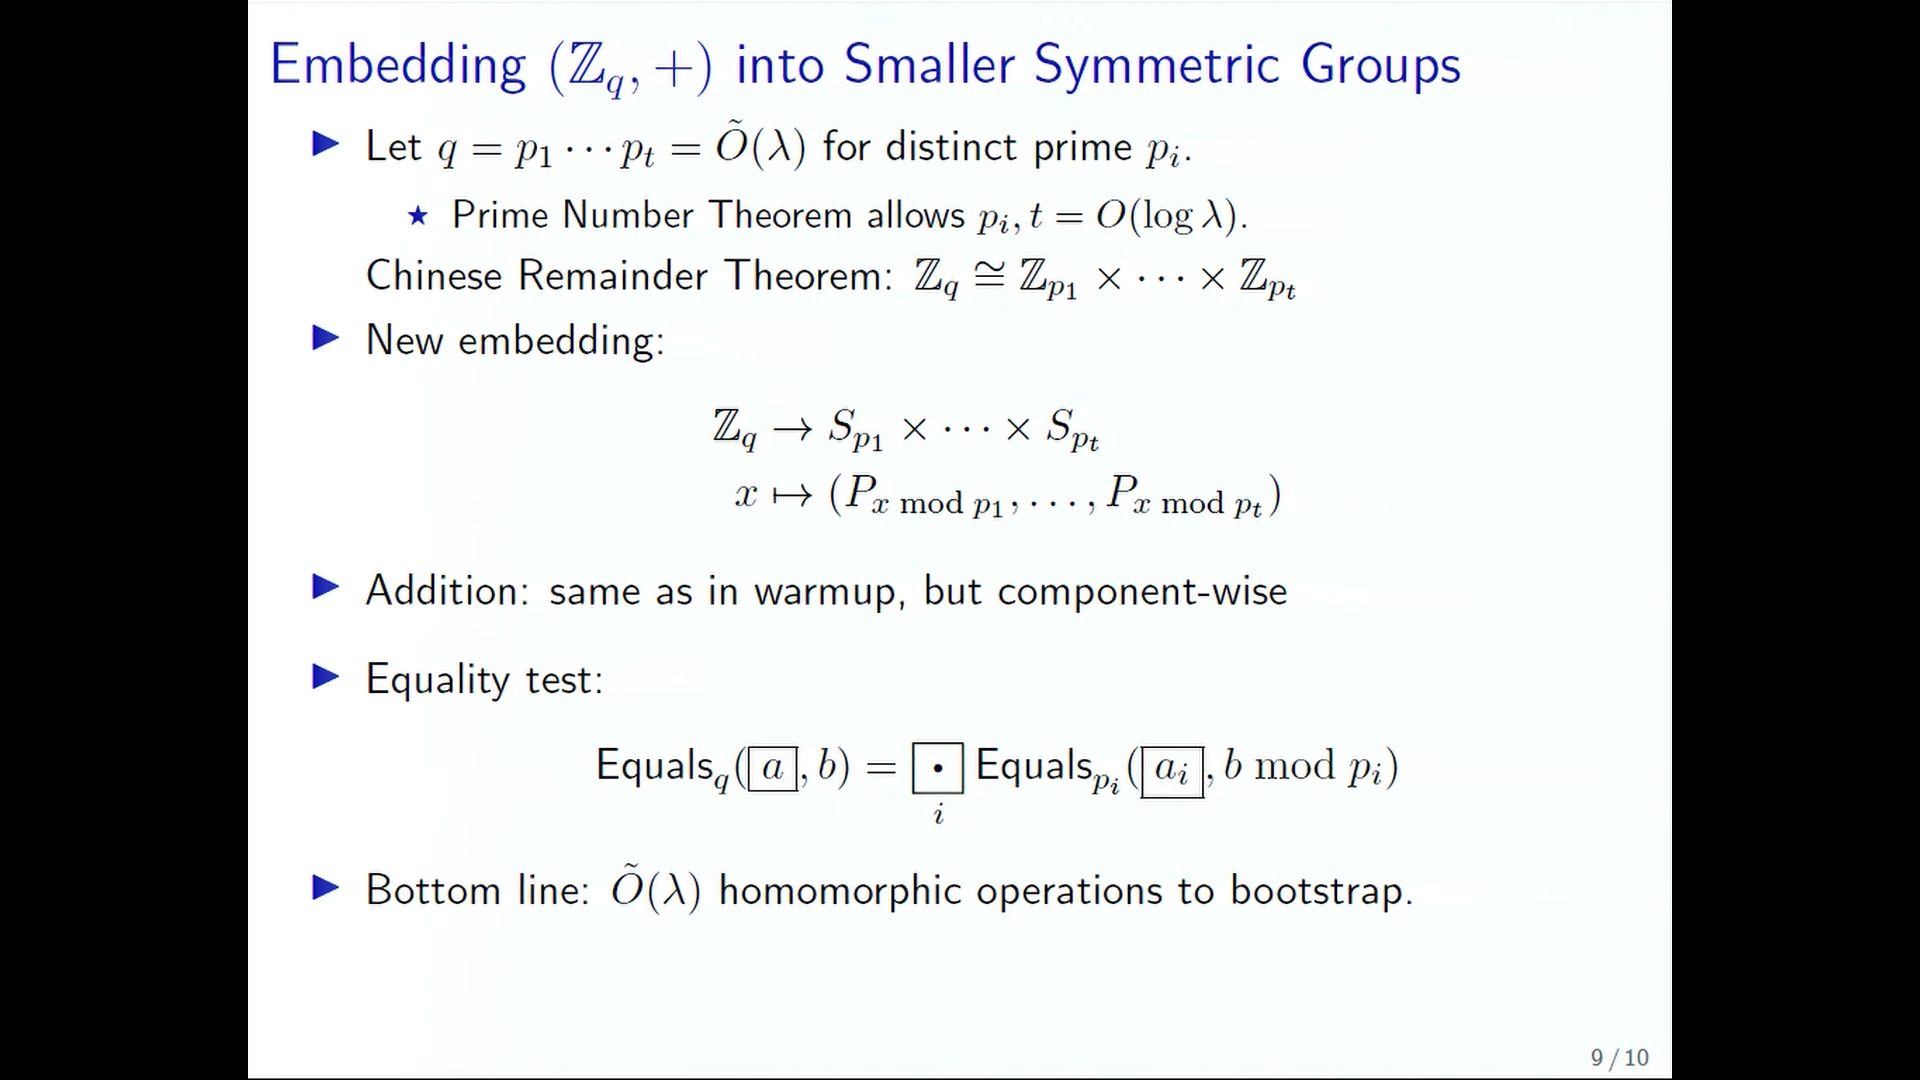 Embedding (ℤ_q, +) into Smaller Symmetric Groups
▶ Let q = p_1 ··· p_t = Õ(λ) for distinct prime p_i.
★ Prime Number Theorem allows p_i, t = O(log λ).
Chinese Remainder Theorem: ℤ_q ≅ ℤ_{p_1} × ··· × ℤ_{p_t}
▶ New embedding:
ℤ_q → S_{p_1} × ··· × S_{p_t}
x ↦ (P_{x mod p_1}, ..., P_{x mod p_t})
▶ Addition: same as in warmup, but component-wise
▶ Equality test:
Equals_q([a], b) = [·]_i Equals_{p_i}([a_i], b mod p_i)
▶ Bottom line: Õ(λ) homomorphic operations to bootstrap.
9 / 10